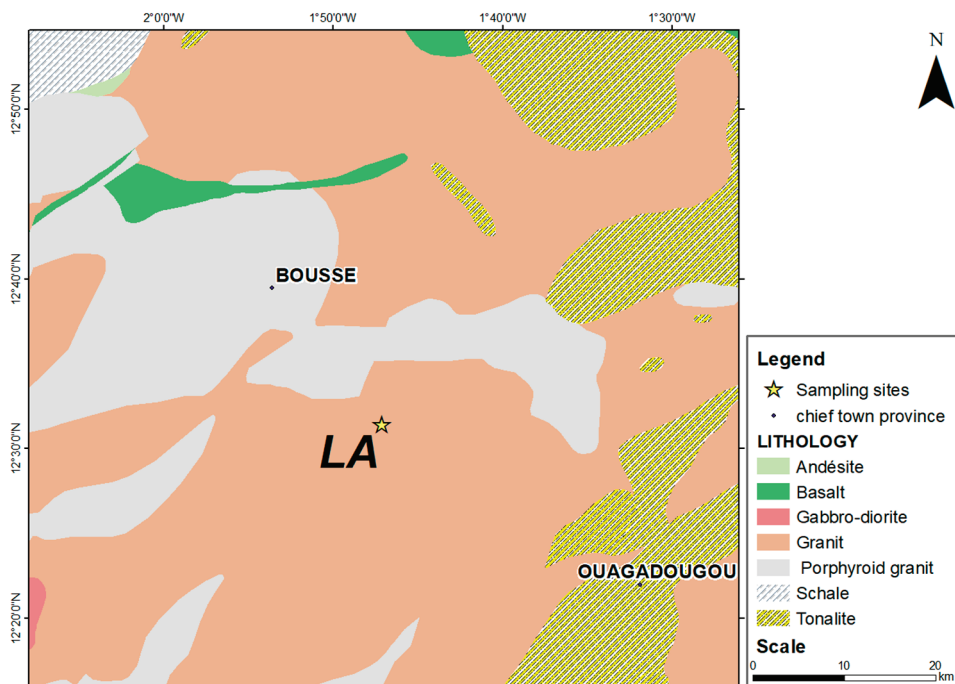 2°0'0"W 1°50'0"W 1°40'0"W 1°30'0"W
N
12°50'0"N
12°40'0"N
BOUSSE
12°30'0"N
LA
OUAGADOUGOU
12°20'0"N
Legend
Sampling sites
chief town province
LITHOLOGY
Andésite
Basalt
Gabbro-diorite
Granit
Porphyroid granit
Schale
Tonalite
Scale
0 10 20
km